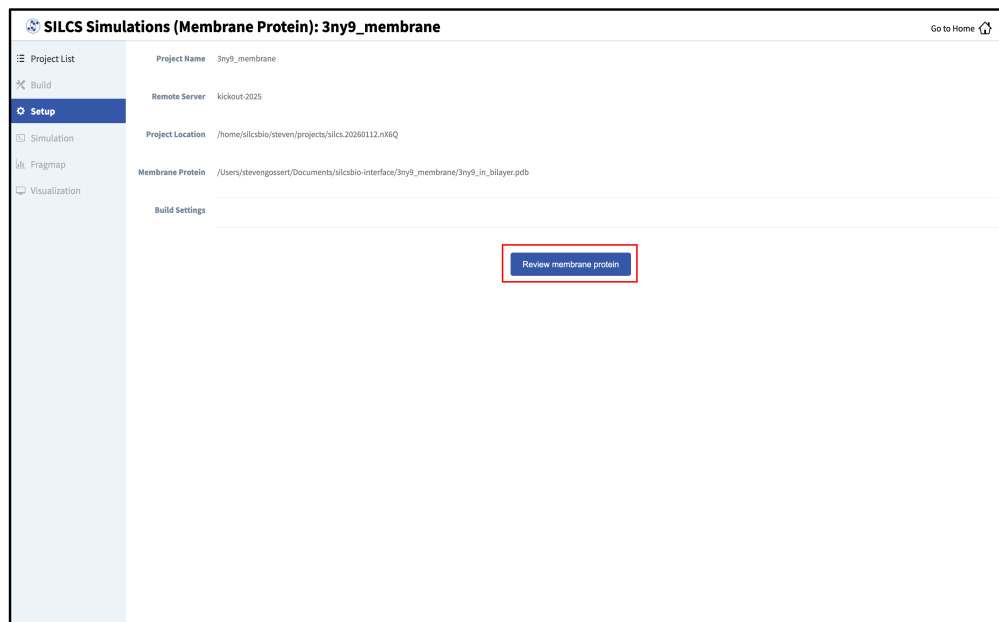 SILCS Simulations (Membrane Protein): 3ny9_membrane
Go to Home
Project List
Build
Setup
Simulation
Fragmap
Visualization
Project Name 3ny9_membrane
Remote Server kickout-2025
Project Location /home/silcsbio/steven/projects/silcs.20260112.nX6Q
Membrane Protein /Users/stevengossert/Documents/silcsbio-interface/3ny9_membrane/3ny9_in_bilayer.pdb
Build Settings
Review membrane protein